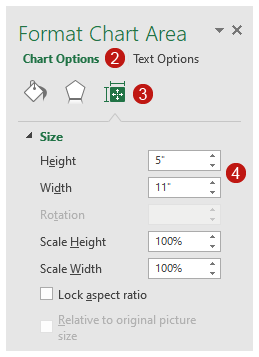 Format Chart Area
Chart Options 2 Text Options
3
Size
Height 5"
4
Width 11"
Rotation
Scale Height 100%
Scale Width 100%
Lock aspect ratio
Relative to original picture
size